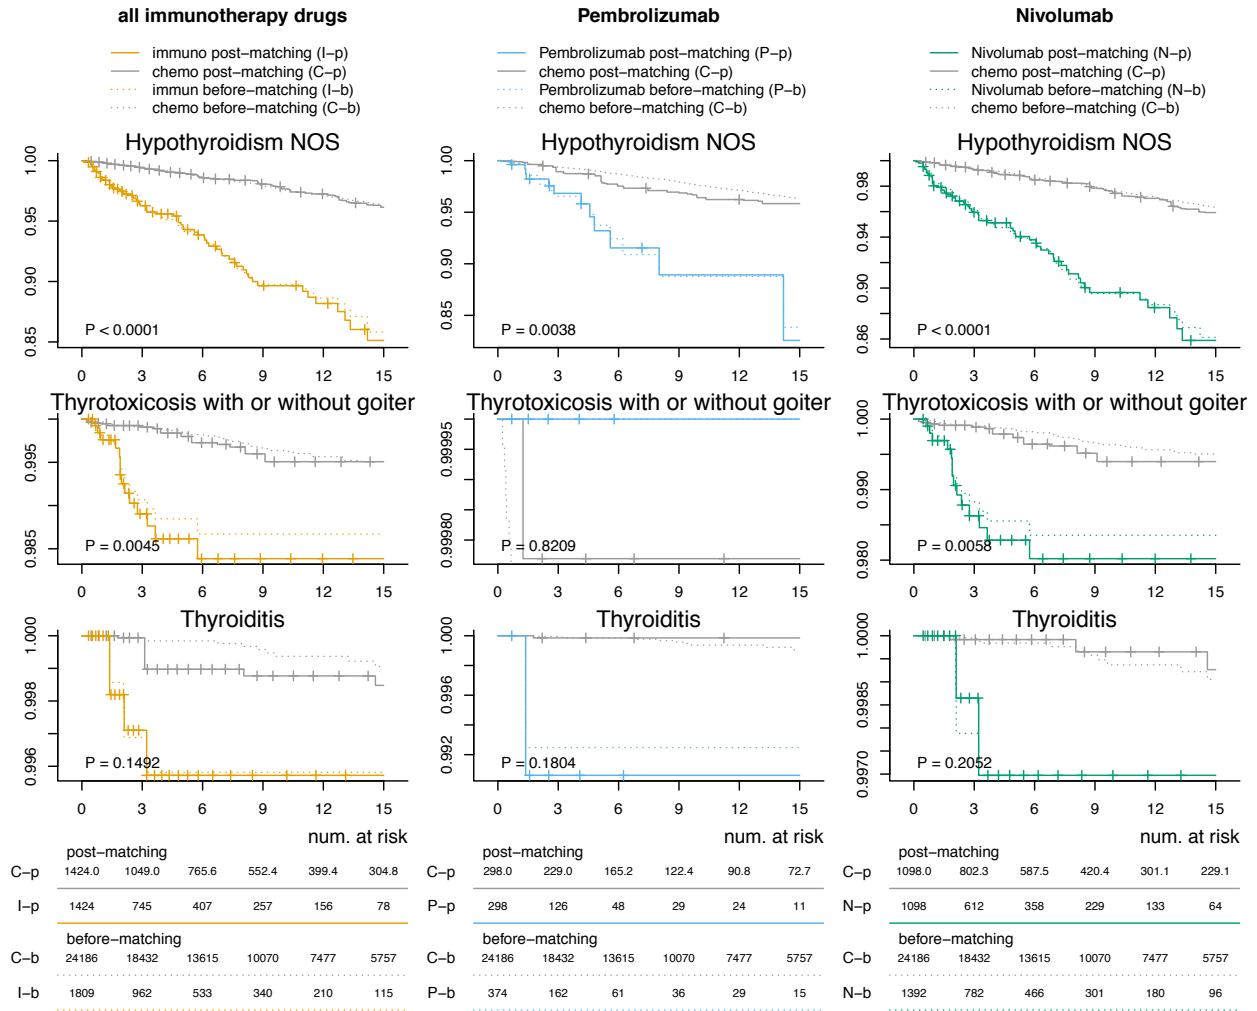 all immunotherapy drugs
immuno post−matching (I−p)
chemo post−matching (C−p)
immun before−matching (I−b)
chemo before−matching (C−b)
Pembrolizumab
Pembrolizumab post−matching (P−p)
chemo post−matching (C−p)
Pembrolizumab before−matching (P−b)
chemo before−matching (C−b)
Nivolumab
Nivolumab post−matching (N−p)
chemo post−matching (C−p)
Nivolumab before−matching (N−b)
chemo before−matching (C−b)
Hypothyroidism NOS
1.00
0.95
0.90
0.85
P < 0.0001
0 3 6 9 12 15
Hypothyroidism NOS
1.00
0.95
0.90
0.85
P = 0.0038
0 3 6 9 12 15
Hypothyroidism NOS
0.98
0.94
0.90
0.86
P < 0.0001
0 3 6 9 12 15
Thyrotoxicosis with or without goiter
0.995
0.985
P = 0.0045
0 3 6 9 12 15
Thyrotoxicosis with or without goiter
0.99995
0.99980
P = 0.8209
0 3 6 9 12 15
Thyrotoxicosis with or without goiter
1.000
0.990
0.980
P = 0.0058
0 3 6 9 12 15
Thyroiditis
1.000
0.998
0.996
P = 0.1492
0 3 6 9 12 15
Thyroiditis
1.000
0.996
0.992
P = 0.1804
0 3 6 9 12 15
Thyroiditis
1.0000
0.9985
0.9970
P = 0.2052
0 3 6 9 12 15
num. at risk
post−matching
C−p 1424.0 1049.0 765.6 552.4 399.4 304.8
I−p 1424 745 407 257 156 78
before−matching
C−b 24186 18432 13615 10070 7477 5757
I−b 1809 962 533 340 210 115
num. at risk
post−matching
C−p 298.0 229.0 165.2 122.4 90.8 72.7
P−p 298 126 48 29 24 11
before−matching
C−b 24186 18432 13615 10070 7477 5757
P−b 374 162 61 36 29 15
num. at risk
post−matching
C−p 1098.0 802.3 587.5 420.4 301.1 229.1
N−p 1098 612 358 229 133 64
before−matching
C−b 24186 18432 13615 10070 7477 5757
N−b 1392 782 466 301 180 96